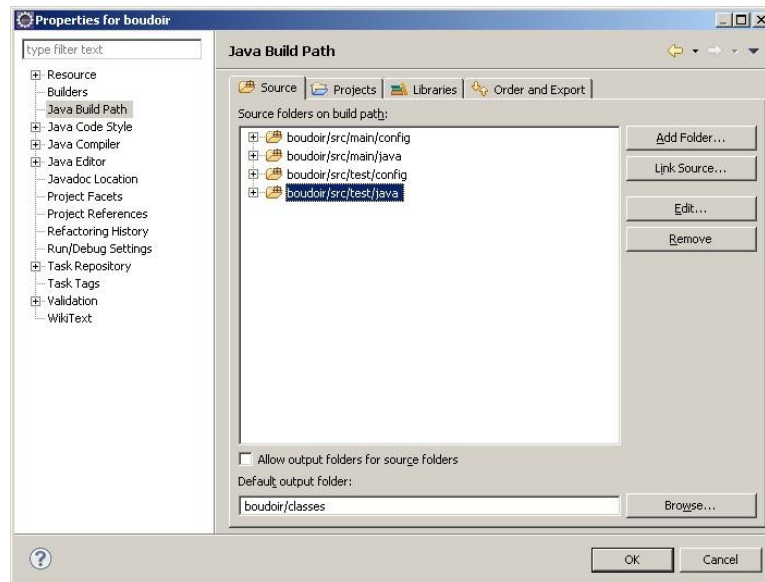 Properties for boudoir
type filter text
Resource
Builders
Java Build Path
Java Code Style
Java Compiler
Java Editor
Javadoc Location
Project Facets
Project References
Refactoring History
Run/Debug Settings
Task Repository
Task Tags
Validation
WikiText
Java Build Path
Source Projects Libraries Order and Export
Source folders on build path:
boudoir/src/main/config
boudoir/src/main/java
boudoir/src/test/config
boudoir/src/test/java
Add Folder...
Link Source...
Edit...
Remove
Allow output folders for source folders
Default output folder:
boudoir/classes
Browse...
OK Cancel